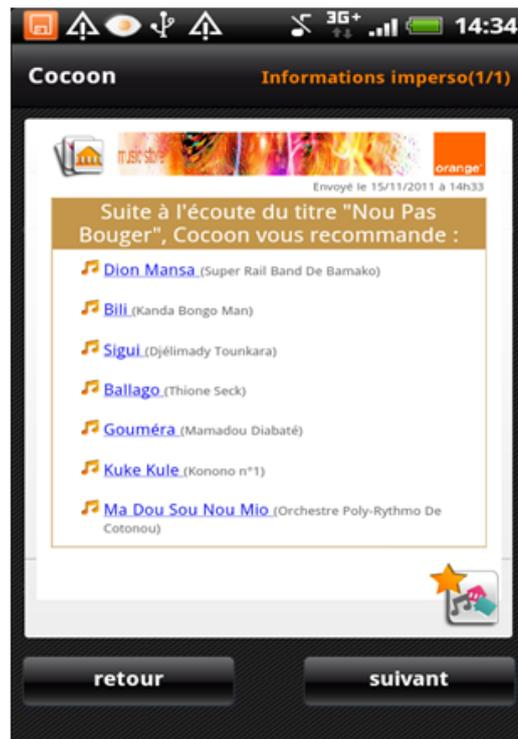 3G+ 14:34
Cocoon Informations imperso(1/1)
music store
orange
Envoyé le 15/11/2011 à 14h33
Suite à l'écoute du titre "Nou Pas
Bouger", Cocoon vous recommande :
Dion Mansa (Super Rail Band De Bamako)
Bili (Kanda Bongo Man)
Sigui (Djélimady Tounkara)
Ballago (Thione Seck)
Gouméra (Mamadou Diabaté)
Kuke Kule (Konono n°1)
Ma Dou Sou Nou Mio (Orchestre Poly-Rythmo De
Cotonou)
retour suivant